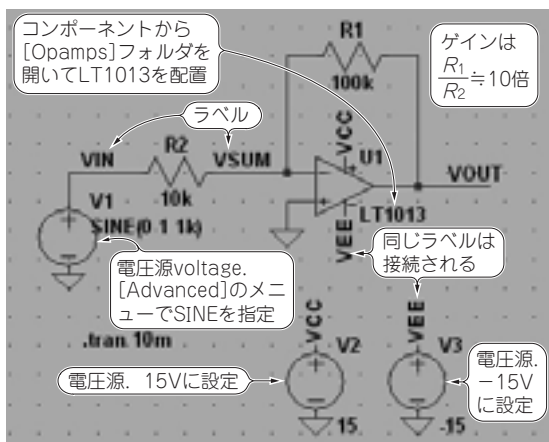 コンポーネントから
[Opamps]フォルダを
開いてLT1013を配置
R1
100k
ゲインは
R1
R2
≒10倍
ラベル
VIN
R2
10k
VSUM
VCC
U1
VOUT
LT1013
VEE
V1
SINE(0 1 1k)
同じラベルは
接続される
電圧源voltage.
[Advanced]のメニ
ューでSINEを指定
.tran 10m
VCC
V2
15
VEE
V3
-15
電圧源．15Vに設定
電圧源．
－15V
に設定